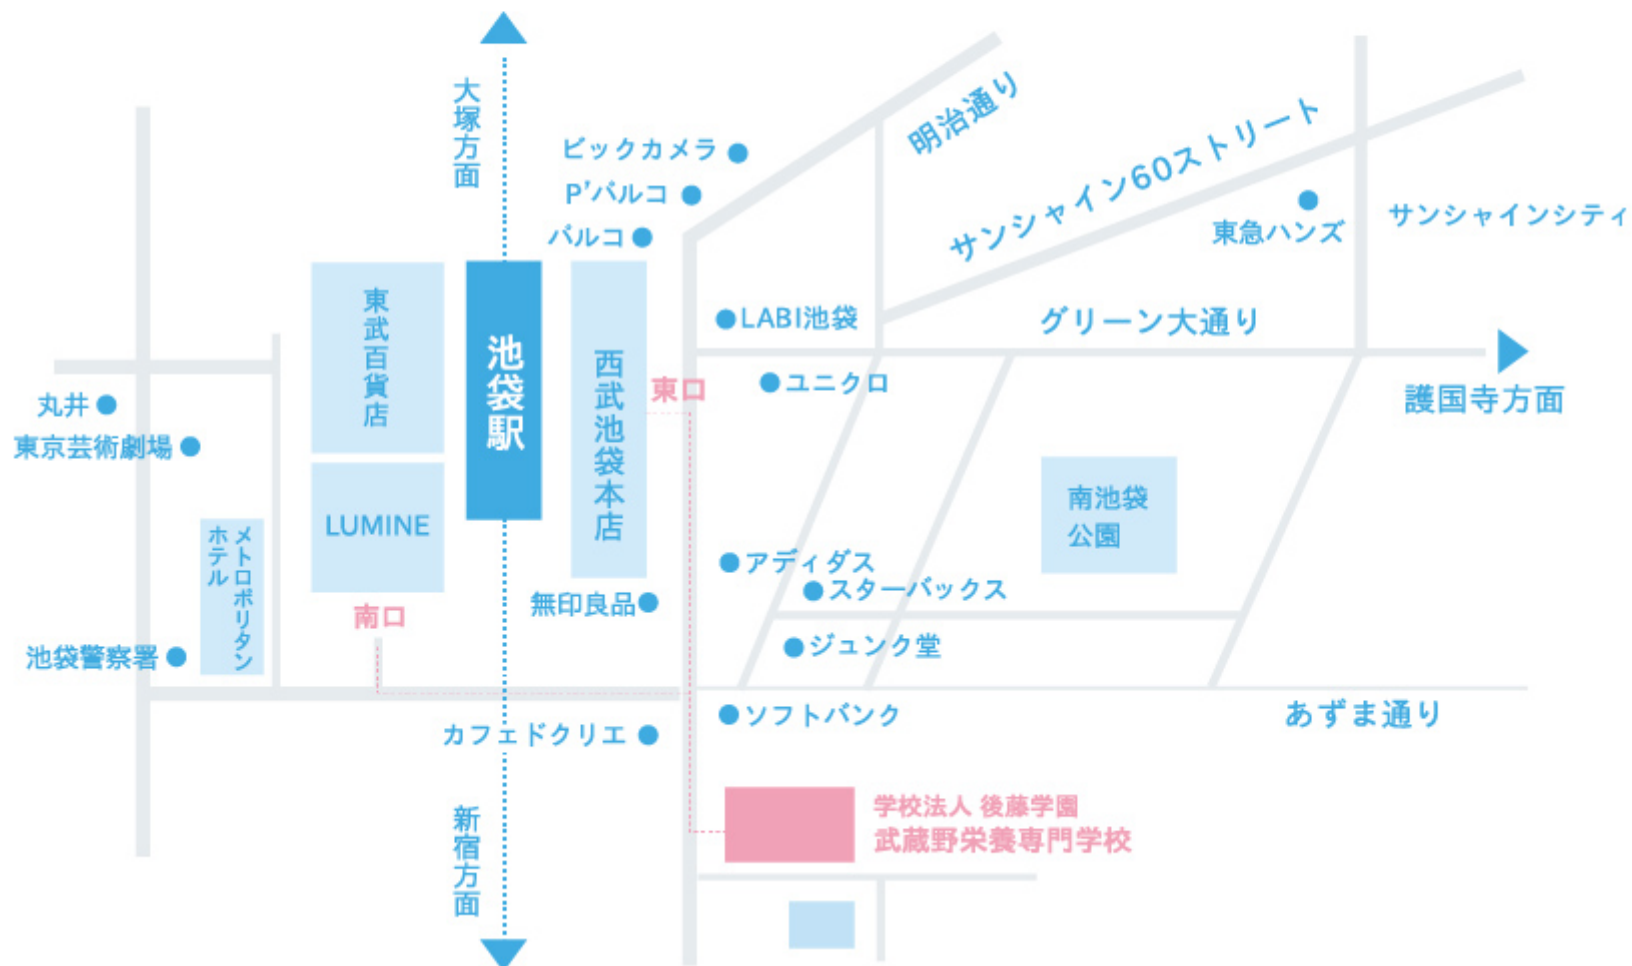 大塚方面
明治通り
サンシャイン60ストリート
ビックカメラ
P'パルコ
パルコ
東急ハンズ
サンシャインシティ
東武百貨店
池袋駅
西武池袋本店
LABI池袋
グリーン大通り
東口
ユニクロ
護国寺方面
丸井
東京芸術劇場
LUMINE
南池袋
公園
メトロポリタン
ホテル
アディダス
スターバックス
無印良品
南口
ジュンク堂
池袋警察署
ソフトバンク
あずま通り
カフェドクリエ
新宿方面
学校法人 後藤学園
武蔵野栄養専門学校